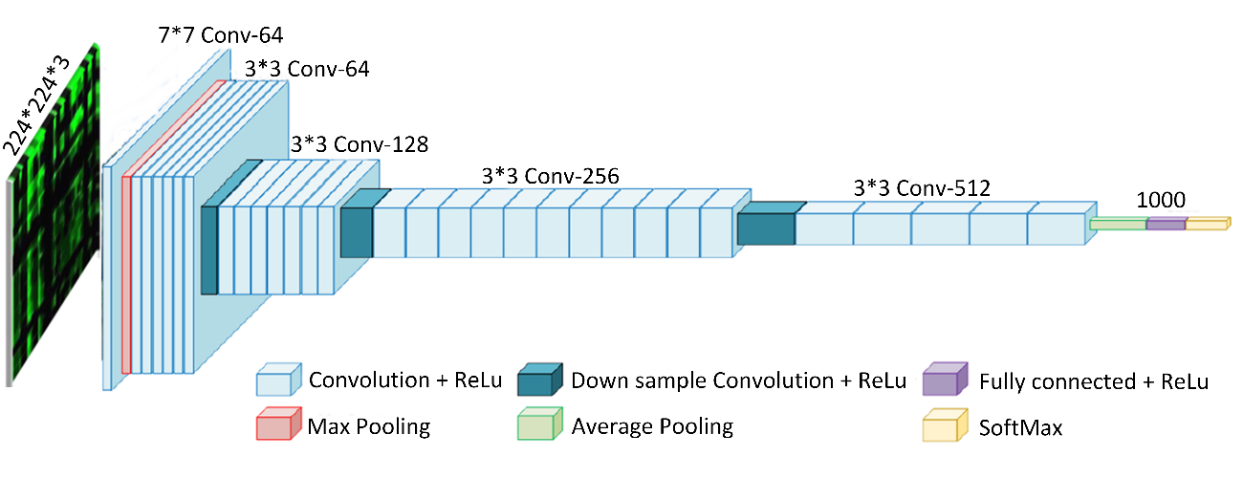 7*7 Conv-64
3*3 Conv-64
224*224*3
3*3 Conv-128
3*3 Conv-256
3*3 Conv-512
1000
Convolution + ReLu
Down sample Convolution + ReLu
Fully connected + ReLu
Max Pooling
Average Pooling
SoftMax